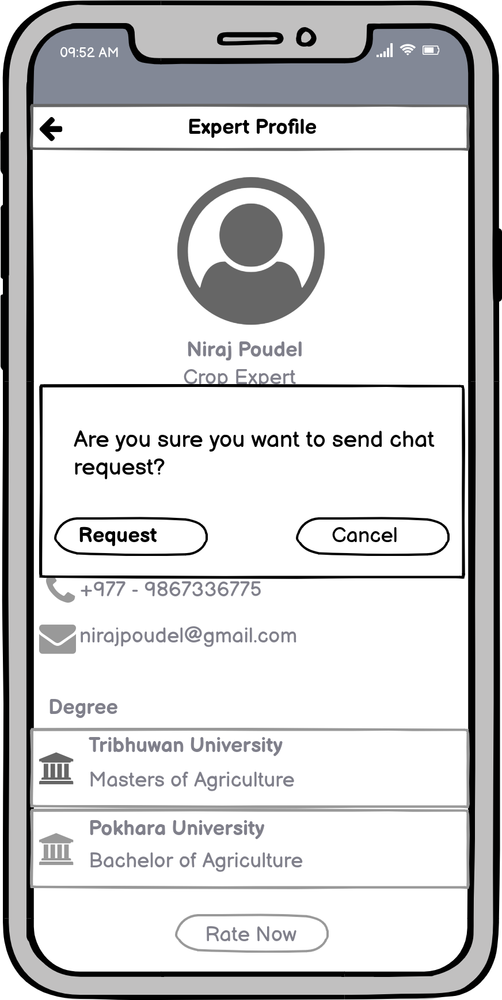 09:52 AM
Expert Profile
Niraj Poudel
Crop Expert
Are you sure you want to send chat
request?
Request
Cancel
+977 - 9867336775
nirajpoudel@gmail.com
Degree
Tribhuwan University
Masters of Agriculture
Pokhara University
Bachelor of Agriculture
Rate Now